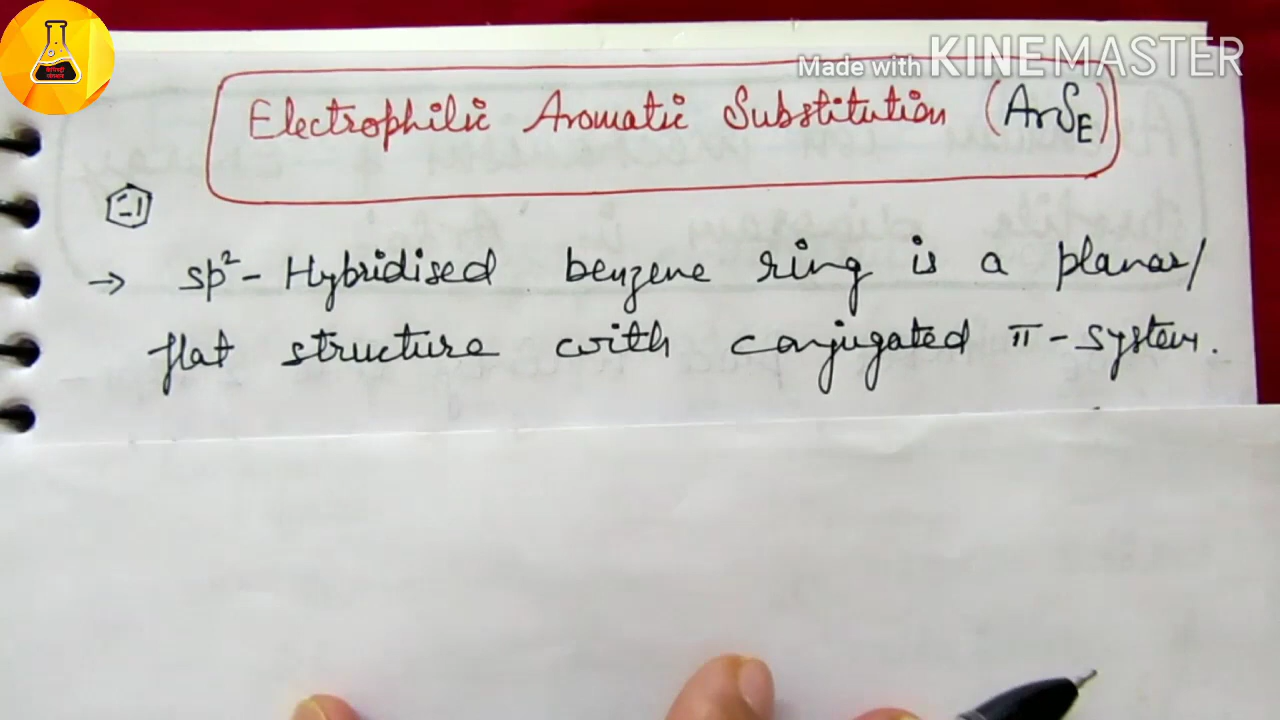 Made with KINEMASTER
Electrophilic Aromatic Substitution (ArSE)
→ sp²-Hybridised benzene ring is a planar/
flat structure with conjugated π-system.